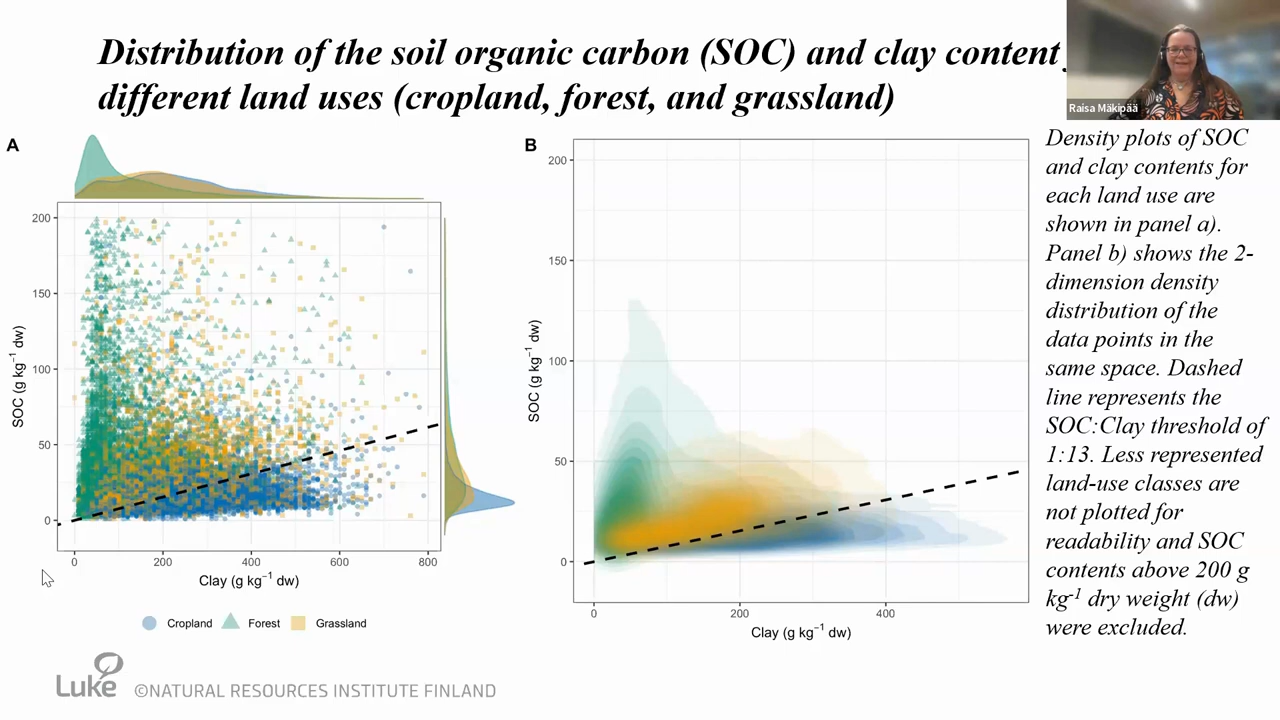 Distribution of the soil organic carbon (SOC) and clay content
different land uses (cropland, forest, and grassland)
Raisa Mäkipää
A
200
150
100
50
0
SOC (g kg⁻¹ dw)
0 200 400 600 800
Clay (g kg⁻¹ dw)
Cropland Forest Grassland
B
200
150
100
50
0
SOC (g kg⁻¹ dw)
0 200 400
Clay (g kg⁻¹ dw)
Density plots of SOC
and clay contents for
each land use are
shown in panel a).
Panel b) shows the 2-
dimension density
distribution of the
data points in the
same space. Dashed
line represents the
SOC:Clay threshold of
1:13. Less represented
land-use classes are
not plotted for
readability and SOC
contents above 200 g
kg⁻¹ dry weight (dw)
were excluded.
Luke ©NATURAL RESOURCES INSTITUTE FINLAND